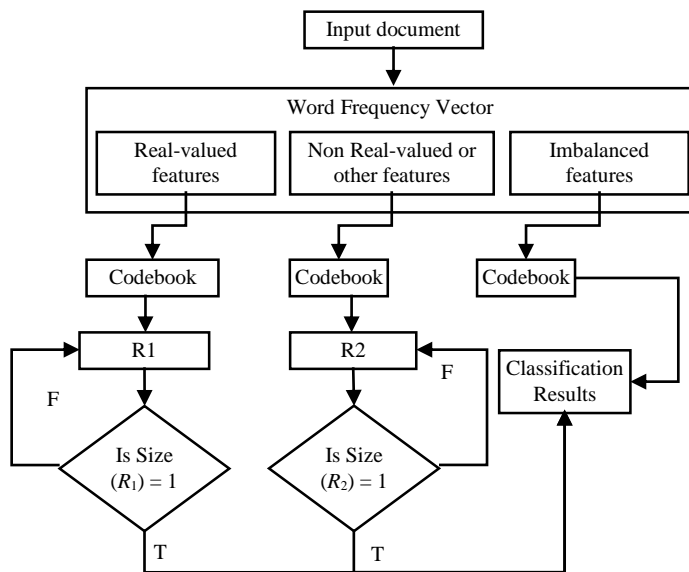 Input document
Word Frequency Vector
Real-valued
features
Non Real-valued or
other features
Imbalanced
features
Codebook
Codebook
Codebook
R1
R2
Classification
Results
F
F
Is Size
(R₁) = 1
Is Size
(R₂) = 1
T
T